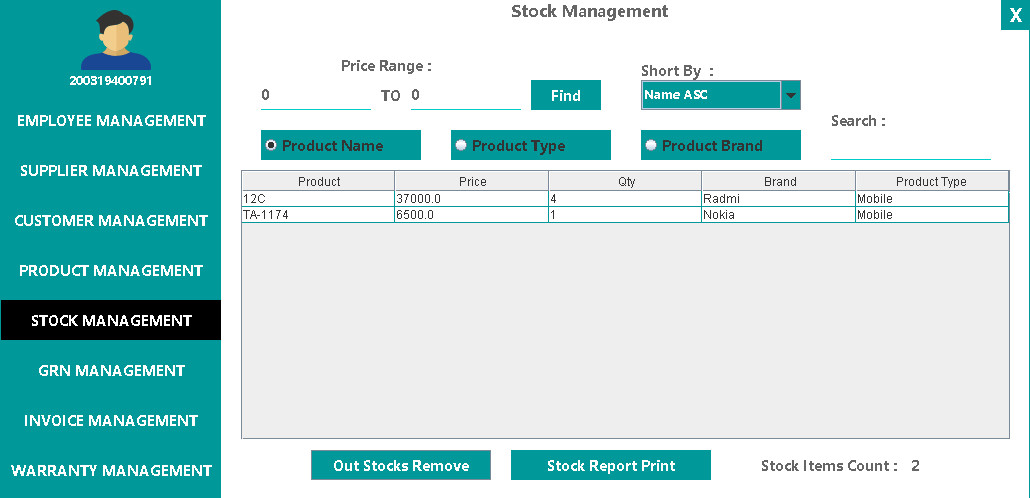 Stock Management
X
200319400791
EMPLOYEE MANAGEMENT
SUPPLIER MANAGEMENT
CUSTOMER MANAGEMENT
PRODUCT MANAGEMENT
STOCK MANAGEMENT
GRN MANAGEMENT
INVOICE MANAGEMENT
WARRANTY MANAGEMENT
Price Range :
0 TO 0 Find
Short By :
Name ASC
Search :
Product Name Product Type Product Brand
Product Price Qty Brand Product Type
12C 37000.0 4 Radmi Mobile
TA-1174 6500.0 1 Nokia Mobile
Out Stocks Remove Stock Report Print Stock Items Count : 2